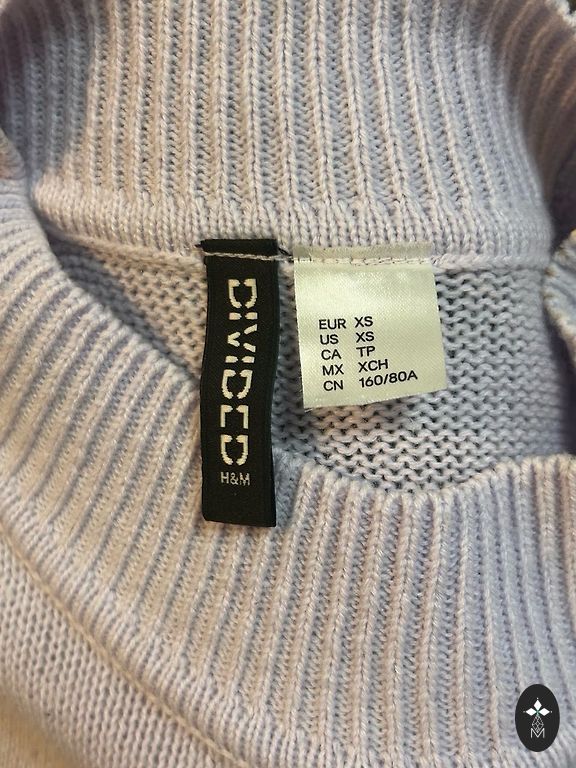 DIVIDED
H&M
EUR XS
US XS
CA TP
MX XCH
CN 160/80A
M